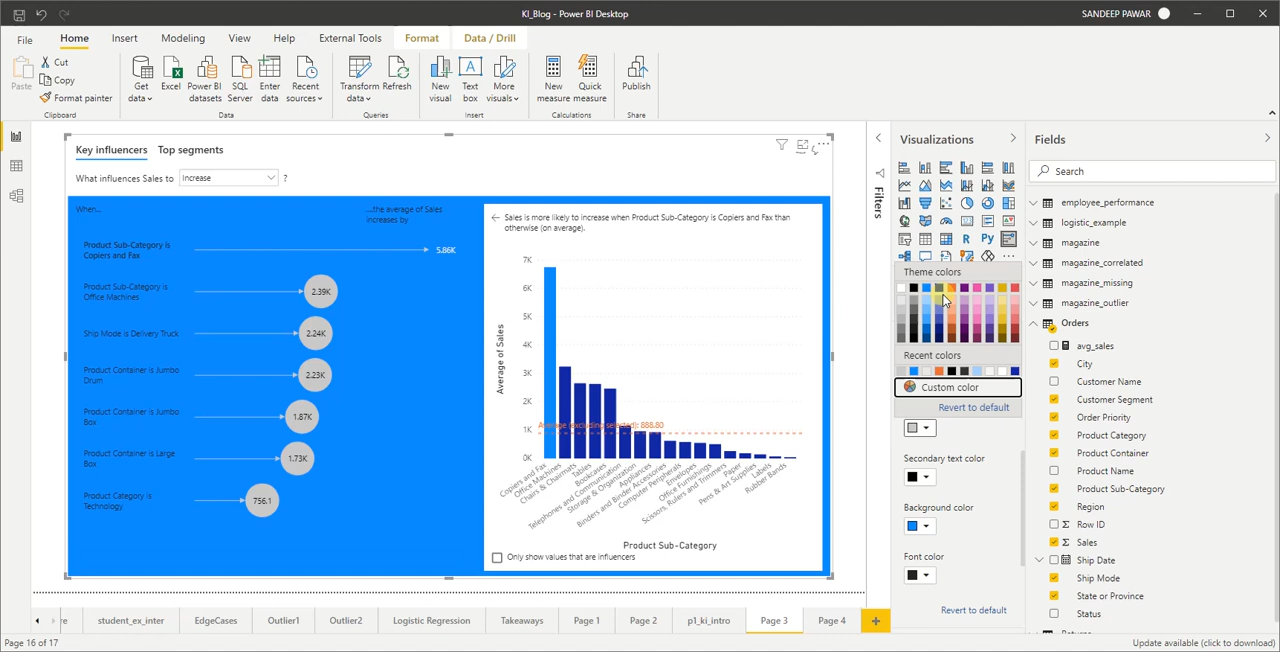 KI_Blog - Power BI Desktop
SANDEEP PAWAR
File
Home
Insert
Modeling
View
Help
External Tools
Format
Data / Drill
Paste
Cut
Copy
Format painter
Clipboard
Get data
Excel
Power BI datasets
SQL Server
Enter data
Recent sources
Data
Transform data
Refresh
Queries
New visual
Text box
More visuals
Insert
New measure
Quick measure
Calculations
Publish
Share
Key influencers
Top segments
What influences Sales to
Increase
?
When...
...the average of Sales
increases by
Product Sub-Category is
Copiers and Fax
5.86K
Product Sub-Category is
Office Machines
2.39K
Ship Mode is Delivery Truck
2.24K
Product Container is Jumbo
Drum
2.23K
Product Container is Jumbo
Box
1.87K
Product Container is Large
Box
1.73K
Product Category is
Technology
756.1
Sales is more likely to increase when Product Sub-Category is Copiers and Fax than
otherwise (on average).
Average of Sales
7K
6K
5K
4K
3K
2K
1K
0K
Average (excluding selected): 888.80
Copiers and Fax
Office Machines
Chairs & Chairmats
Tables
Bookcases
Telephones and Communication
Storage & Organization
Appliances
Binders and Binder Accessories
Computer Peripherals
Envelopes
Office Furnishings
Scissors, Rulers and Trimmers
Paper
Pens & Art Supplies
Labels
Rubber Bands
Product Sub-Category
Only show values that are influencers
Filters
Visualizations
R
Py
Theme colors
Recent colors
Custom color
Revert to default
Secondary text color
Background color
Font color
Revert to default
Fields
Search
employee_performance
logistic_example
magazine
magazine_correlated
magazine_missing
magazine_outlier
Orders
avg_sales
City
Customer Name
Customer Segment
Order Priority
Product Category
Product Container
Product Name
Product Sub-Category
Region
Row ID
Sales
Ship Date
Ship Mode
State or Province
Status
student_ex_inter
EdgeCases
Outlier1
Outlier2
Logistic Regression
Takeaways
Page 1
Page 2
p1_ki_intro
Page 3
Page 4
Page 16 of 17
Update available (click to download)